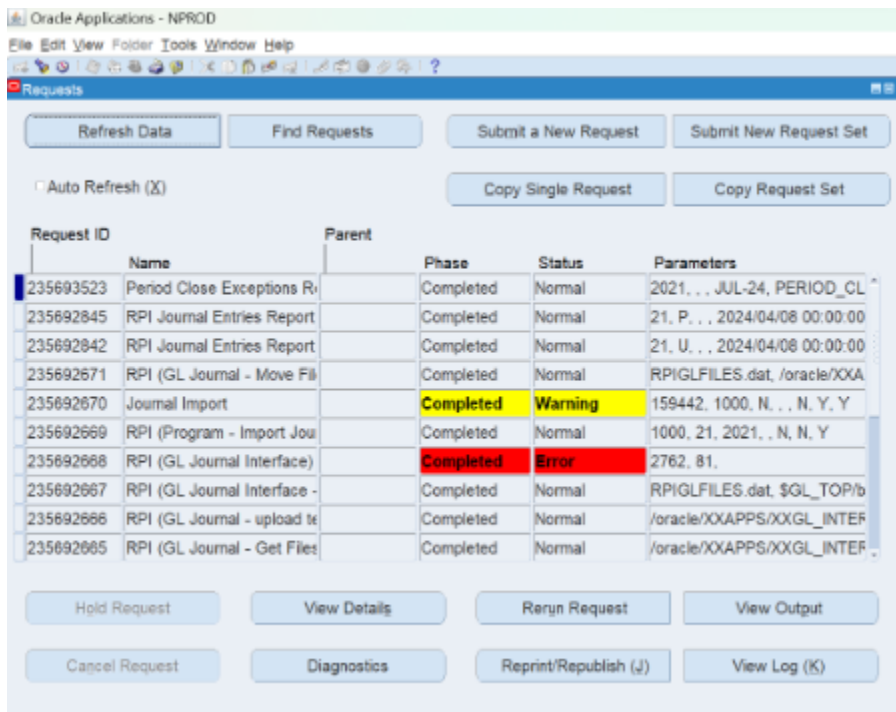 Oracle Applications - NPROD
File Edit View Folder Tools Window Help
Requests
Refresh Data Find Requests Submit a New Request Submit New Request Set
Auto Refresh (X) Copy Single Request Copy Request Set
Request ID Parent
Name Phase Status Parameters
235693523 Period Close Exceptions R Completed Normal 2021, , , JUL-24, PERIOD_CL
235692845 RPI Journal Entries Report Completed Normal 21, P, , , 2024/04/08 00:00:00
235692842 RPI Journal Entries Report Completed Normal 21, U, , , 2024/04/08 00:00:00
235692671 RPI (GL Journal - Move Fil Completed Normal RPIGLFILES.dat, /oracle/XXA
235692670 Journal Import Completed Warning 159442, 1000, N, , , N, Y, Y
235692669 RPI (Program - Import Jou Completed Normal 1000, 21, 2021, , N, N, Y
235692668 RPI (GL Journal Interface) Completed Error 2762, 81,
235692667 RPI (GL Journal Interface - Completed Normal RPIGLFILES.dat, $GL_TOP/b
235692666 RPI (GL Journal - upload te Completed Normal /oracle/XXAPPS/XXGL_INTER
235692665 RPI (GL Journal - Get Files Completed Normal /oracle/XXAPPS/XXGL_INTER
Hold Request View Details Rerun Request View Output
Cancel Request Diagnostics Reprint/Republish (J) View Log (K)